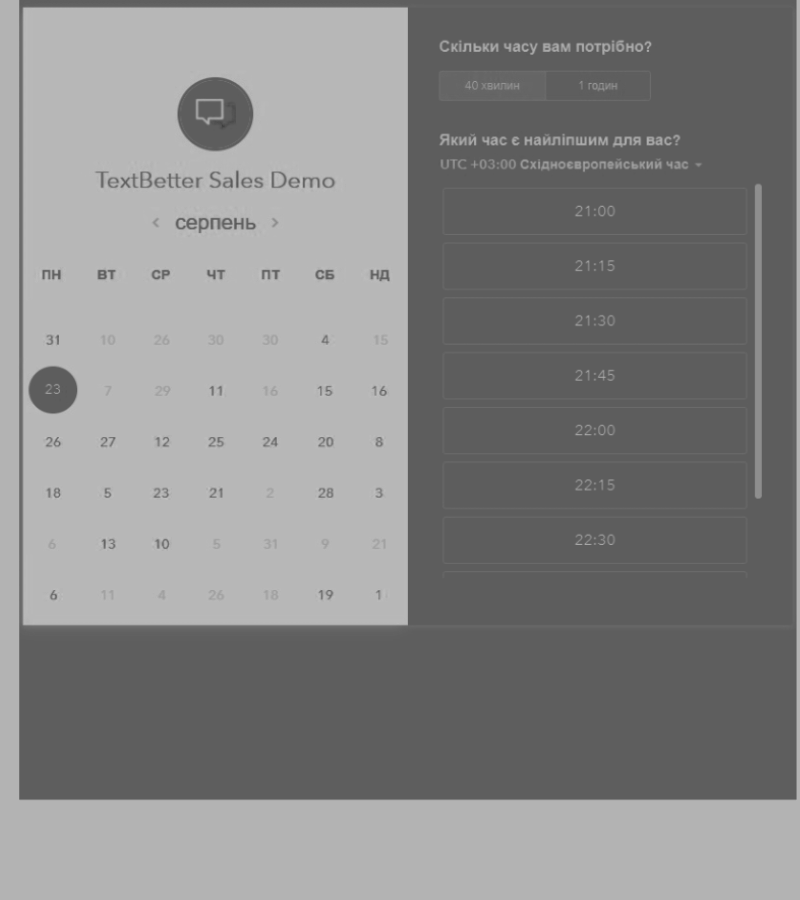 TextBetter Sales Demo
‹ серпень ›
ПН ВТ СР ЧТ ПТ СБ НД
31 10 26 30 30 4 15
23 7 29 11 16 15 16
26 27 12 25 24 20 8
18 5 23 21 2 28 3
6 13 10 5 31 9 21
6 11 4 26 18 19 1
Скільки часу вам потрібно?
40 хвилин 1 годин
Який час є найліпшим для вас?
UTC +03:00 Східноєвропейський час
21:00
21:15
21:30
21:45
22:00
22:15
22:30